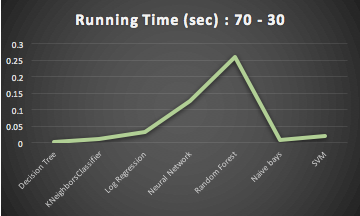 Running Time (sec) : 70 - 30
0.3
0.25
0.2
0.15
0.1
0.05
0
Decision Tree
KNeighborsClassifier
Log Regression
Neural Network
Random Forest
Naive bays
SVM